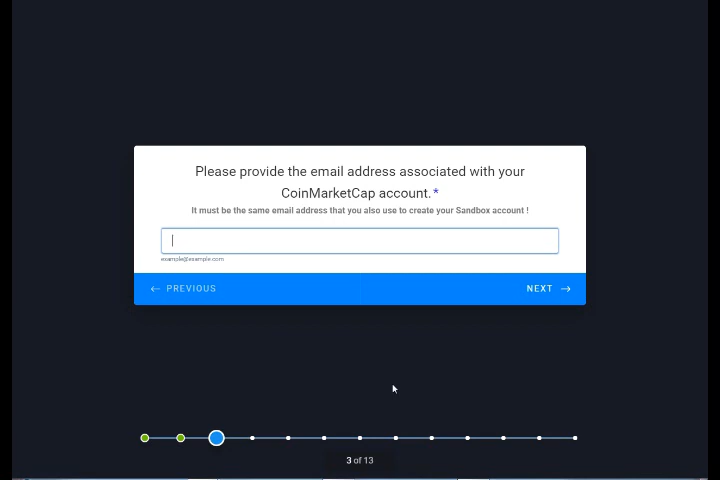 Please provide the email address associated with your
CoinMarketCap account.*
It must be the same email address that you also use to create your Sandbox account !
example@example.com
← PREVIOUS
NEXT →
3 of 13